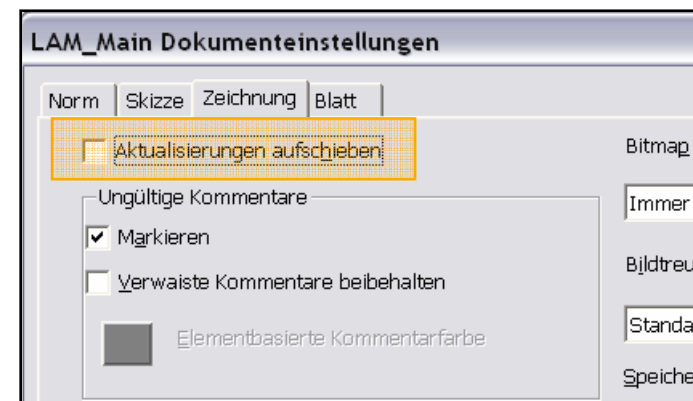 LAM_Main Dokumenteinstellungen
Norm Skizze Zeichnung Blatt
Aktualisierungen aufschieben
Bitmap
Ungültige Kommentare
Immer
Markieren
Verwaiste Kommentare beibehalten
Bildtreu
Elementbasierte Kommentarfarbe
Standa
Speiche